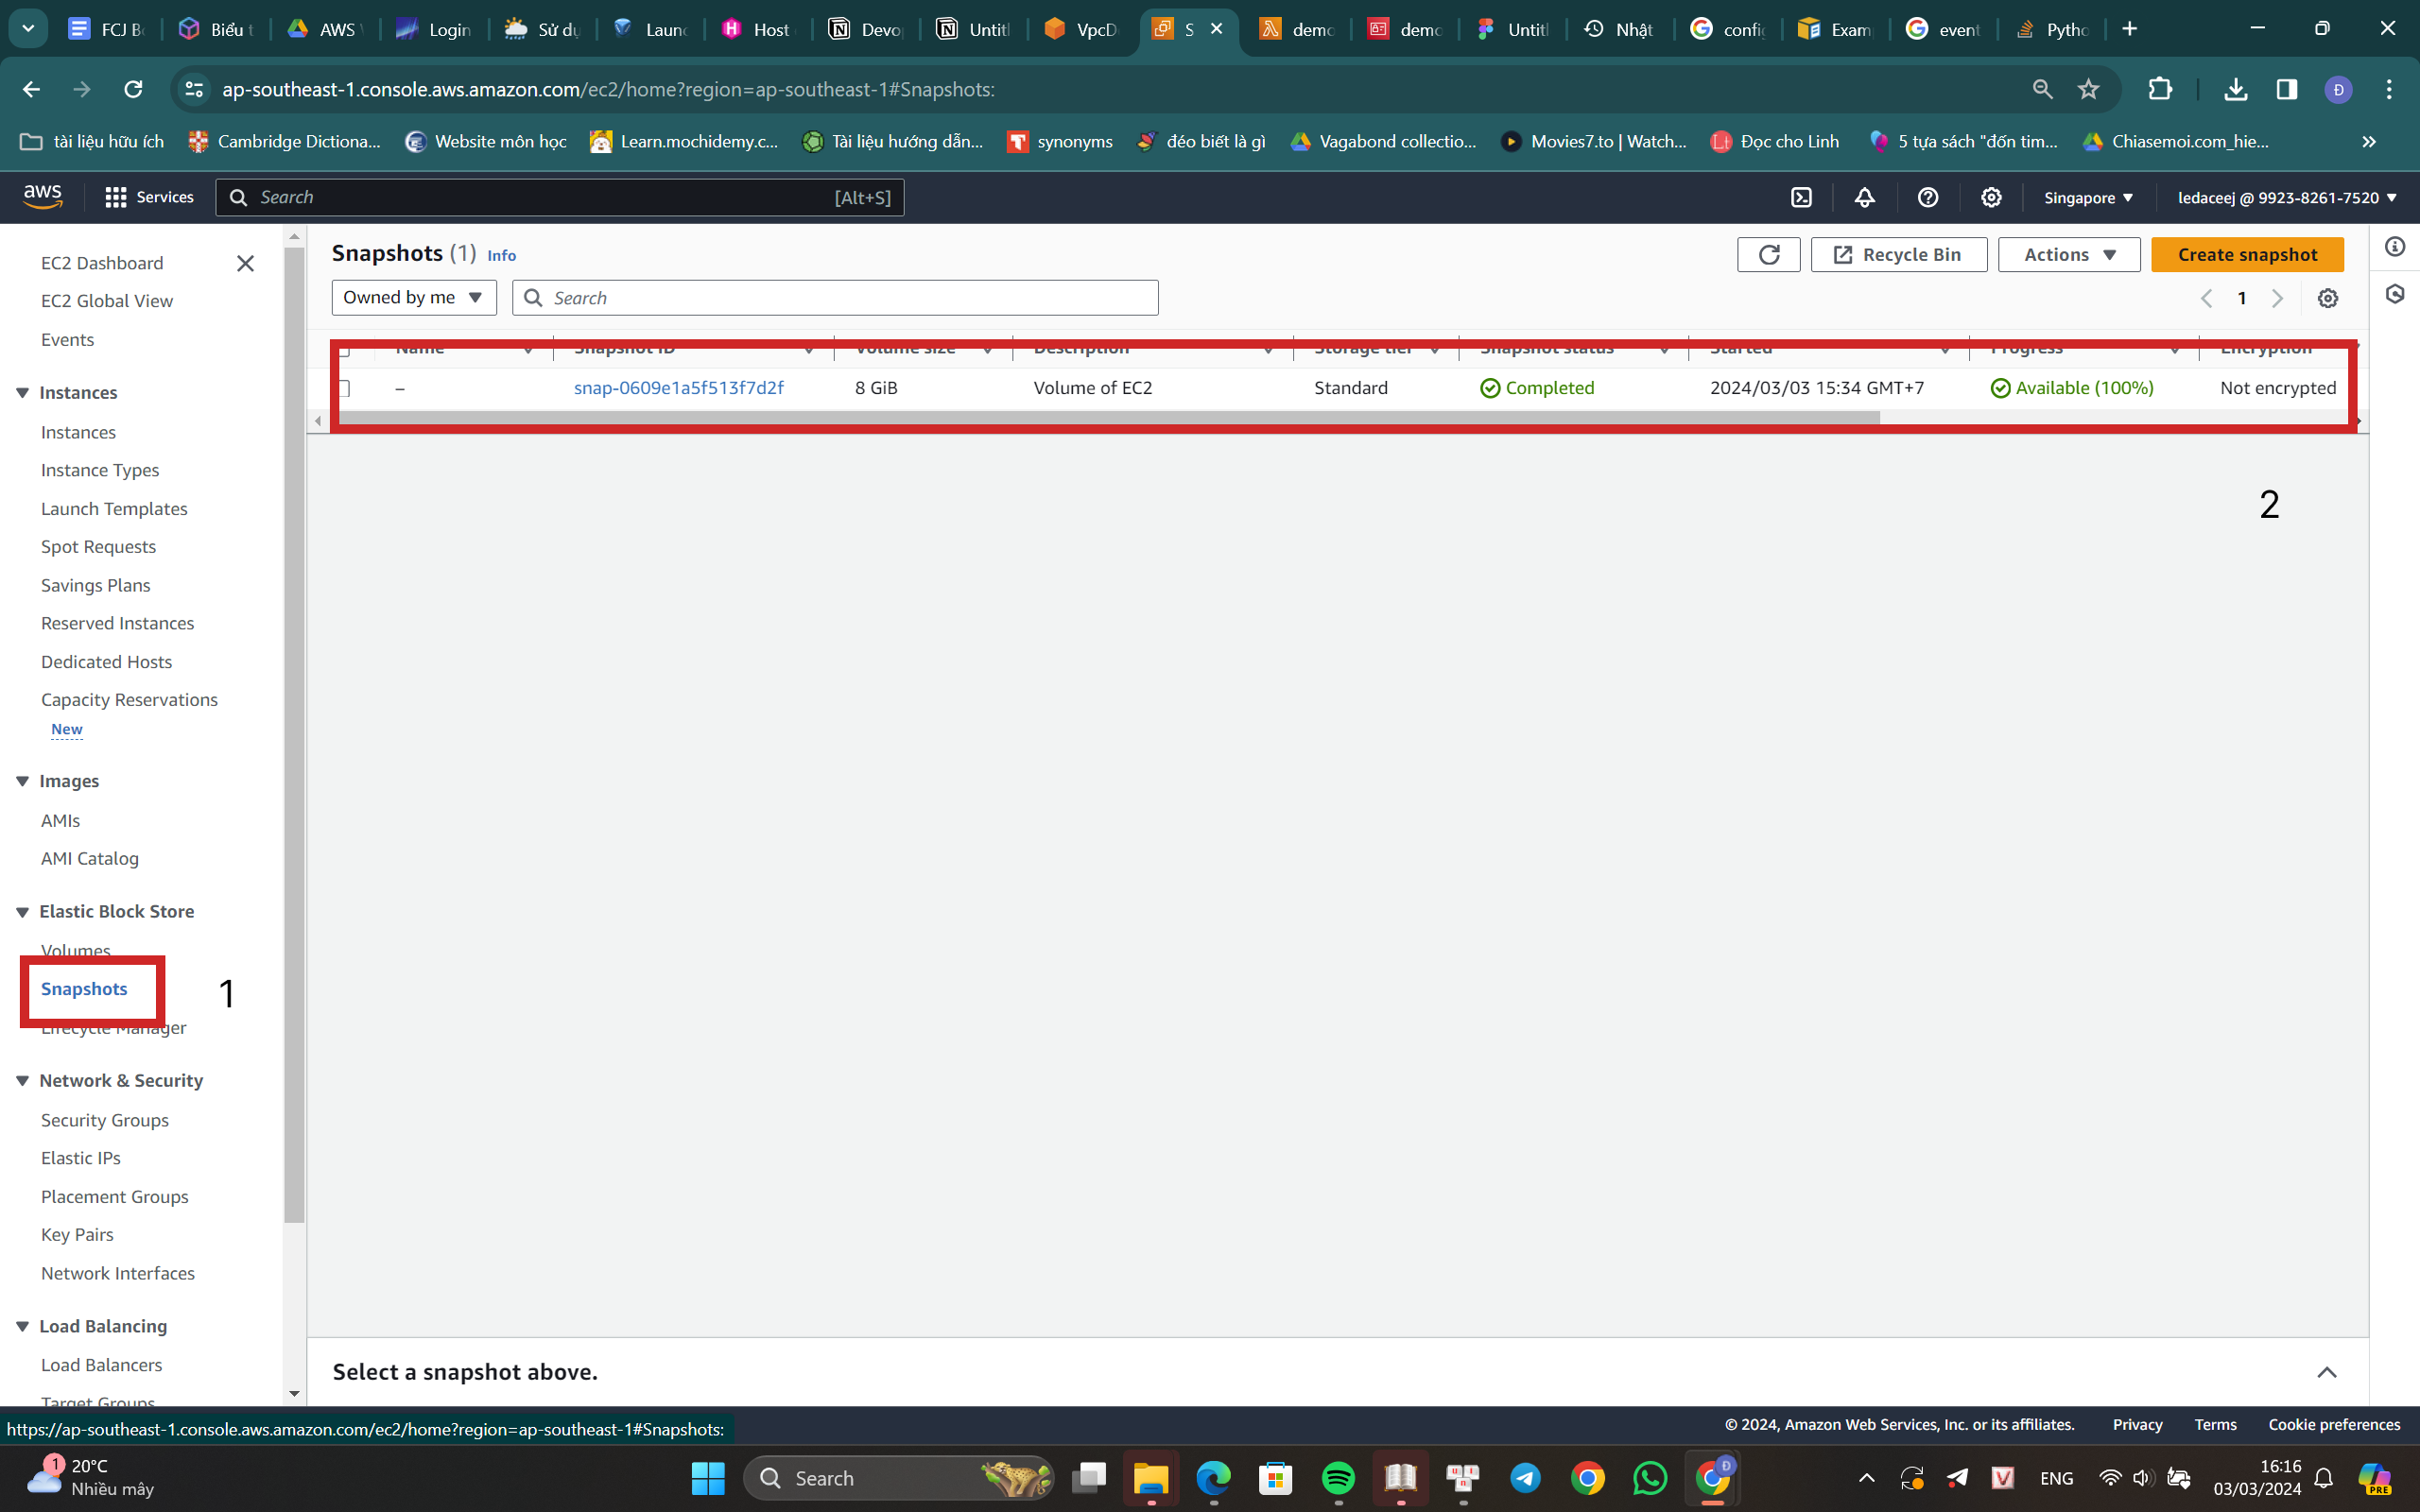 FCJ B
Biểu t
AWS
Login
Sử dụ
Laun
Host
Devo
Untit
VpcD
S
demo
demo
Untit
Nhật
config
Exam
event
Pytho
ap-southeast-1.console.aws.amazon.com/ec2/home?region=ap-southeast-1#Snapshots:
Đ
tài liệu hữu ích
Cambridge Dictiona...
Website môn học
Learn.mochidemy.c...
Tài liệu hướng dẫn...
synonyms
đéo biết là gì
Vagabond collectio...
Movies7.to | Watch...
Đọc cho Linh
5 tựa sách "đốn tim...
Chiasemoi.com_hie...
aws
Services
Search
[Alt+S]
Singapore
ledaceej @ 9923-8261-7520
EC2 Dashboard
EC2 Global View
Events
Instances
Instances
Instance Types
Launch Templates
Spot Requests
Savings Plans
Reserved Instances
Dedicated Hosts
Capacity Reservations
New
Images
AMIs
AMI Catalog
Elastic Block Store
Volumes
Snapshots
1
Lifecycle Manager
Network & Security
Security Groups
Elastic IPs
Placement Groups
Key Pairs
Network Interfaces
Load Balancing
Load Balancers
Target Groups
Snapshots (1) Info
Recycle Bin
Actions
Create snapshot
Owned by me
Search
1
Name Snapshot ID Volume size Description Storage tier Snapshot status Started Progress Encryption
– snap-0609e1a5f513f7d2f 8 GiB Volume of EC2 Standard Completed 2024/03/03 15:34 GMT+7 Available (100%) Not encrypted
2
Select a snapshot above.
https://ap-southeast-1.console.aws.amazon.com/ec2/home?region=ap-southeast-1#Snapshots:
© 2024, Amazon Web Services, Inc. or its affiliates.
Privacy
Terms
Cookie preferences
1
20°C
Nhiều mây
Search
Đ
ENG
16:16
03/03/2024
PRE